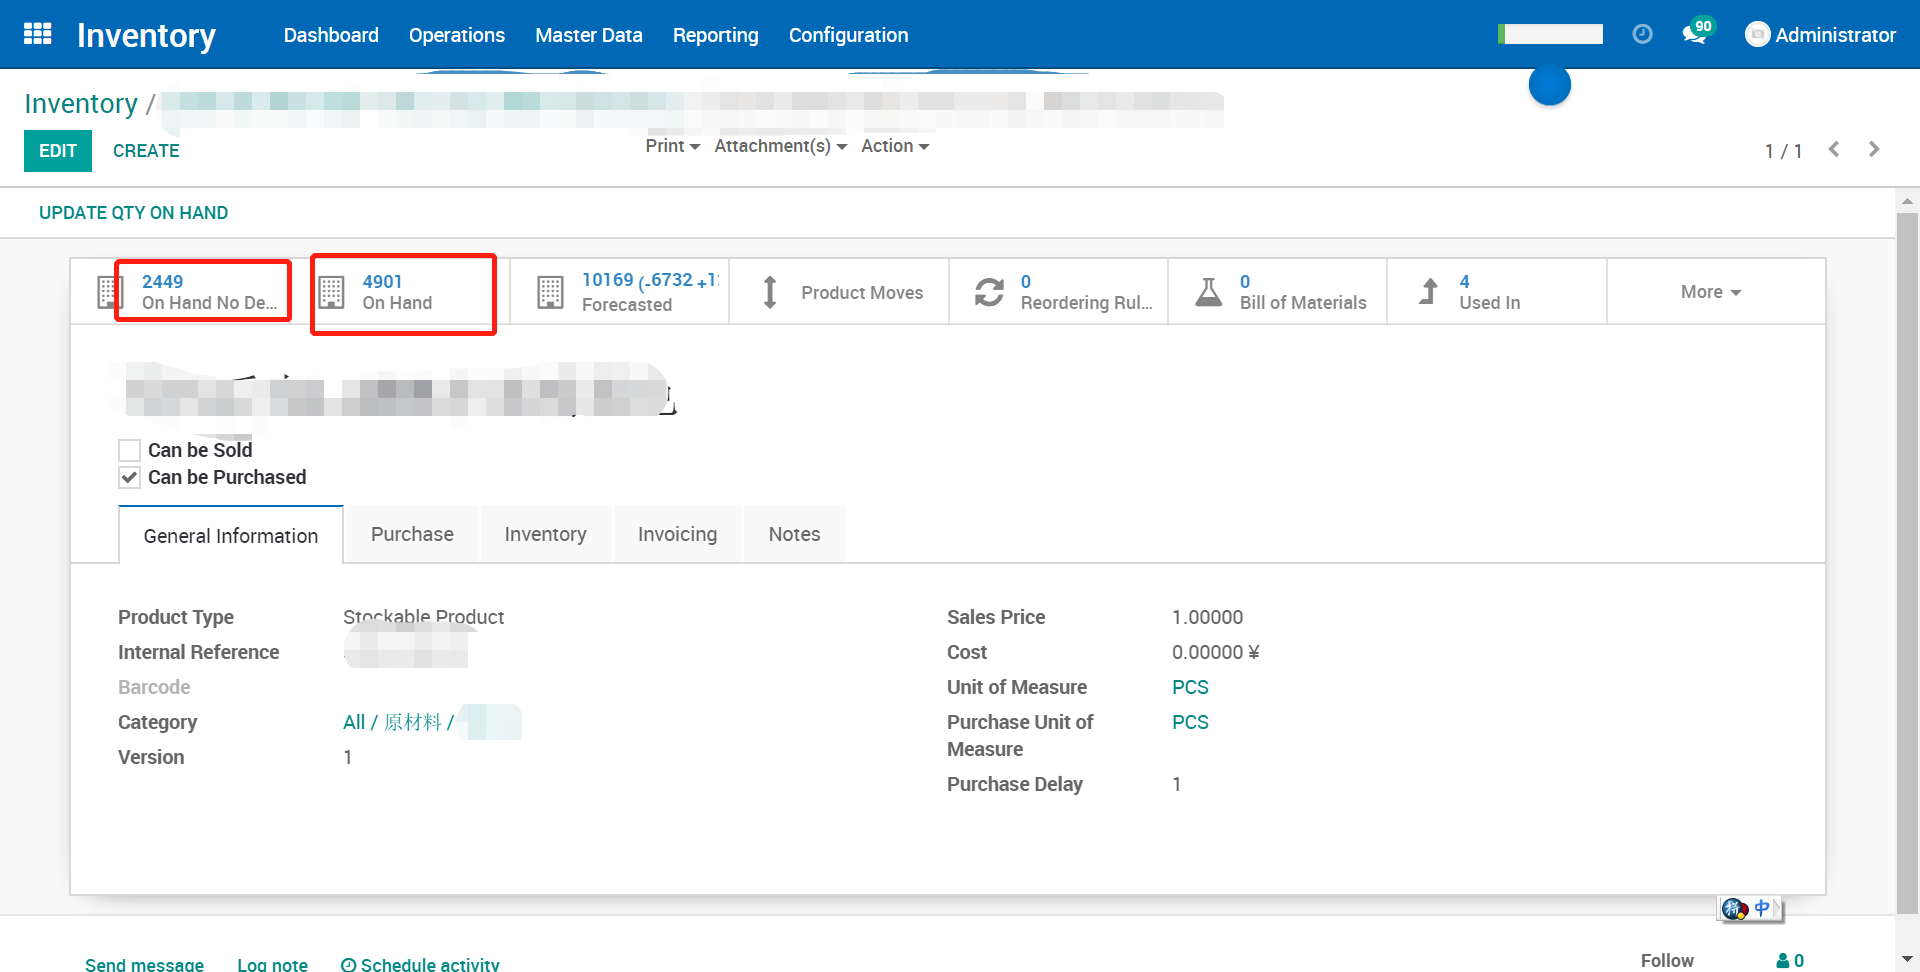 Inventory Dashboard Operations Master Data Reporting Configuration 90 Administrator
Inventory /
EDIT CREATE Print Attachment(s) Action 1 / 1
UPDATE QTY ON HAND
2449
On Hand No De...
4901
On Hand
10169 (-6732 +1
Forecasted
Product Moves
0
Reordering Rul...
0
Bill of Materials
4
Used In
More
Can be Sold
Can be Purchased
General Information Purchase Inventory Invoicing Notes
Product Type Stockable Product
Internal Reference
Barcode
Category All / 原材料 /
Version 1
Sales Price 1.00000
Cost 0.00000 ¥
Unit of Measure PCS
Purchase Unit of Measure PCS
Purchase Delay 1
拼 中
Send message Log note Schedule activity Follow 0